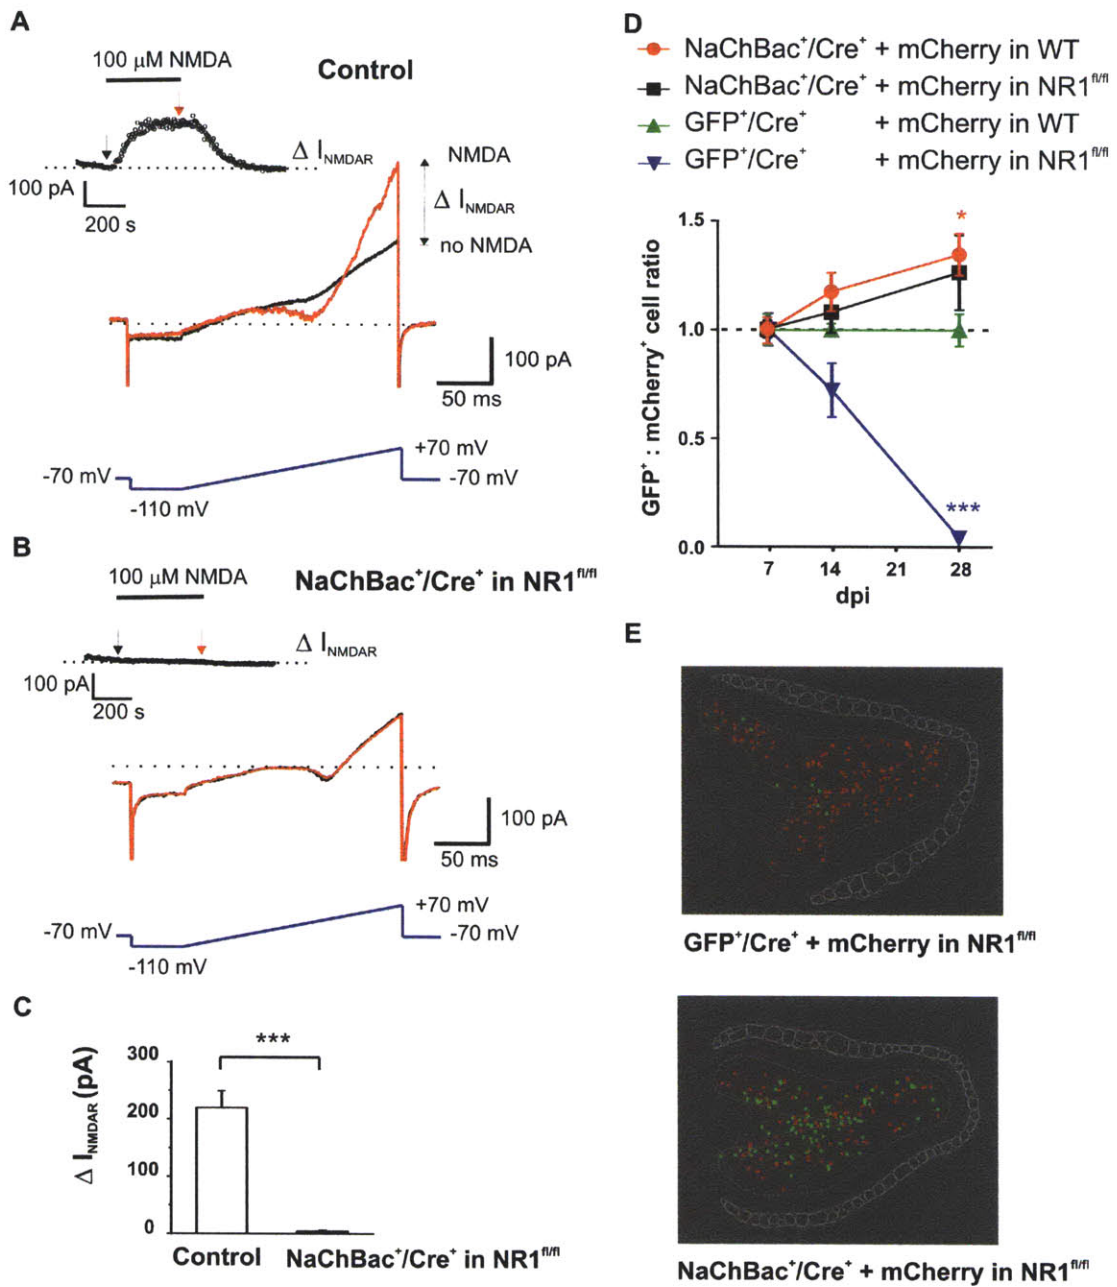 A
100 μM NMDA
Control
Δ I_NMDAR
NMDA
Δ I_NMDAR
no NMDA
100 pA
200 s
100 pA
50 ms
-70 mV
+70 mV
-70 mV
-110 mV
B
100 μM NMDA
NaChBac⁺/Cre⁺ in NR1^fl/fl
Δ I_NMDAR
100 pA
200 s
100 pA
50 ms
-70 mV
+70 mV
-70 mV
-110 mV
C
***
Δ I_NMDAR (pA)
300
200
100
0
Control
NaChBac⁺/Cre⁺ in NR1^fl/fl
D
NaChBac⁺/Cre⁺ + mCherry in WT
NaChBac⁺/Cre⁺ + mCherry in NR1^fl/fl
GFP⁺/Cre⁺ + mCherry in WT
GFP⁺/Cre⁺ + mCherry in NR1^fl/fl
GFP⁺ : mCherry⁺ cell ratio
1.5
1.0
0.5
0.0
*
***
7 14 21 28
dpi
E
GFP⁺/Cre⁺ + mCherry in NR1^fl/fl
NaChBac⁺/Cre⁺ + mCherry in NR1^fl/fl